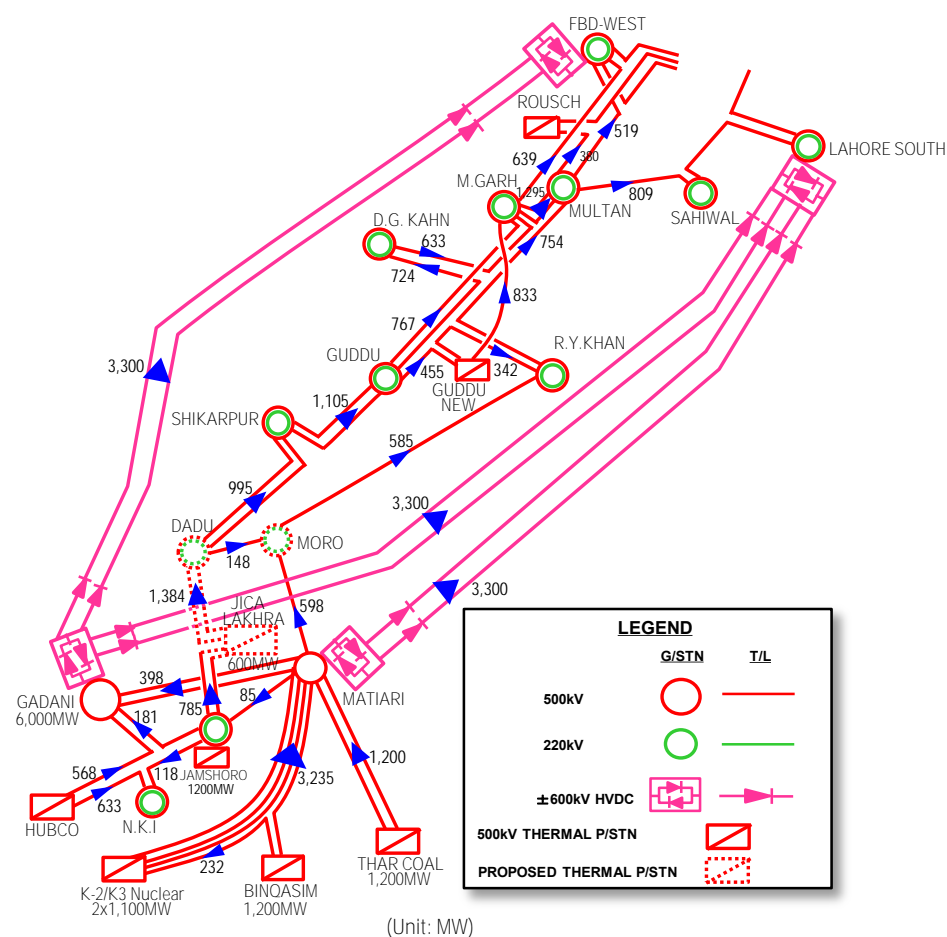 FBD-WEST
ROUSCH
519
LAHORE SOUTH
639
380
M.GARH
1,295
MULTAN
809
SAHIWAL
D.G. KAHN
633
754
724
833
767
R.Y.KHAN
GUDDU
455
342
3,300
GUDDU
NEW
1,105
SHIKARPUR
585
995
3,300
DADU
MORO
148
3,300
1,384
JICA
LAKHRA
598
600MW
398
MATIARI
GADANI
6,000MW
85
181
785
568
118
JAMSHORO
1200MW
1,200
3,235
633
HUBCO
N.K.I
232
THAR COAL
1,200MW
K-2/K3 Nuclear
2x1,100MW
BINQASIM
1,200MW
(Unit: MW)
LEGEND
G/STN T/L
500kV
220kV
±600kV HVDC
500kV THERMAL P/STN
PROPOSED THERMAL P/STN